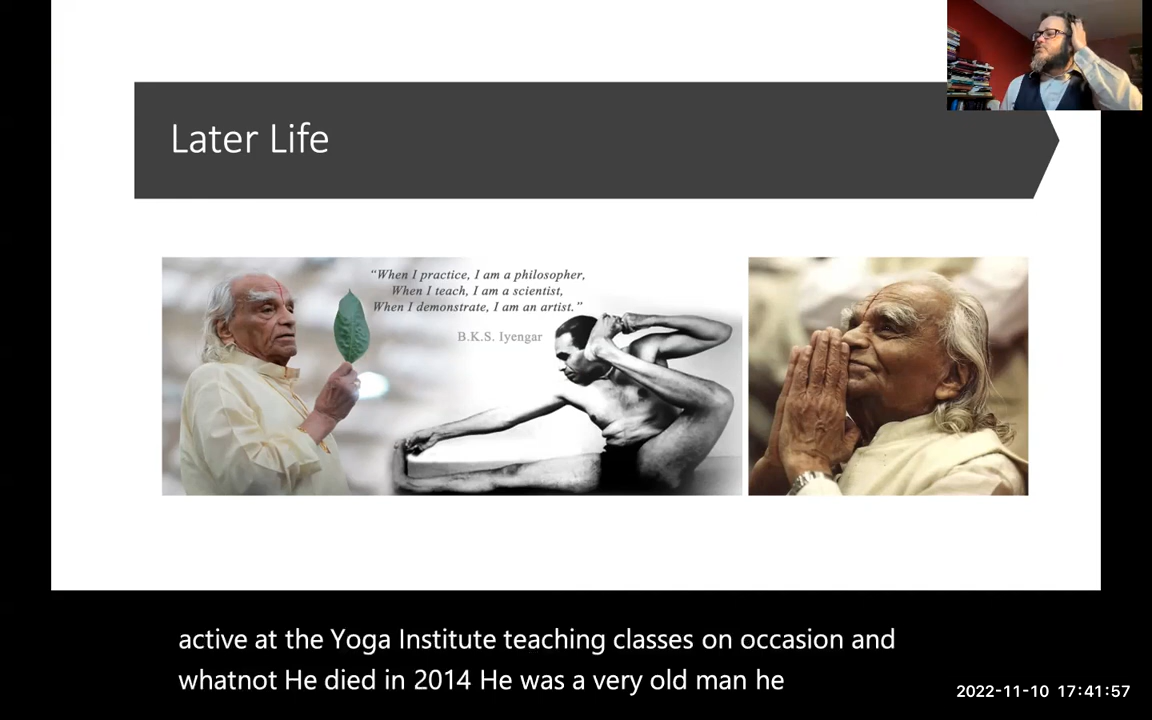 Later Life
“When I practice, I am a philosopher,
When I teach, I am a scientist,
When I demonstrate, I am an artist.”
B.K.S. Iyengar
active at the Yoga Institute teaching classes on occasion and
whatnot He died in 2014 He was a very old man he
2022-11-10 17:41:57